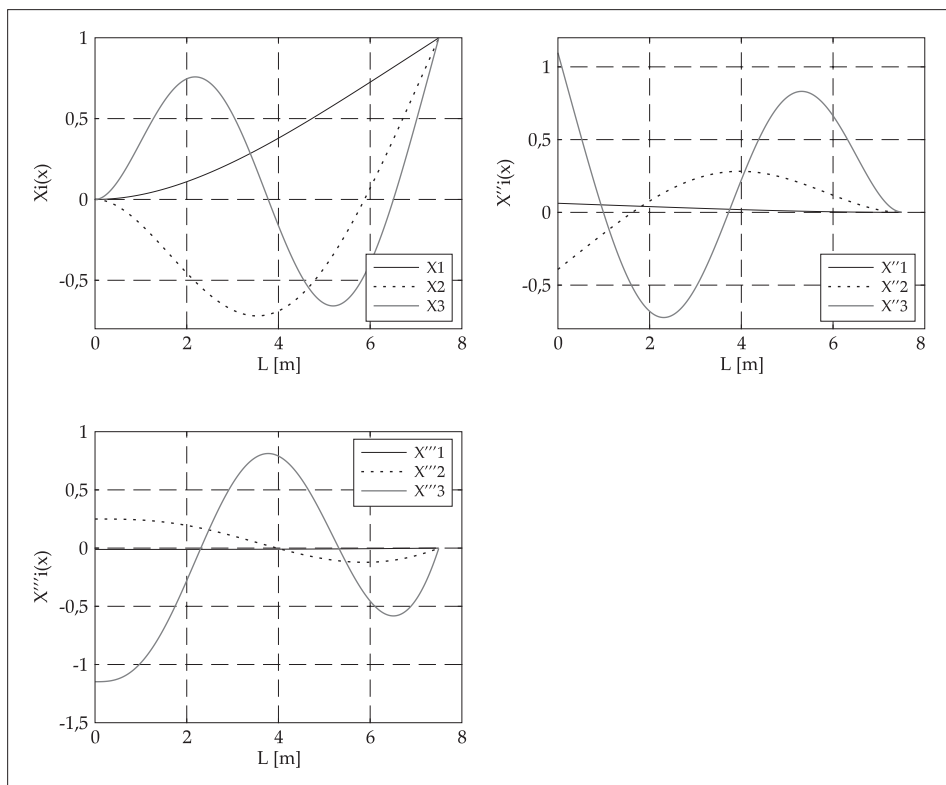 1
0,5
0
-0,5
Xi(x)
X1
X2
X3
0 2 4 6 8
L [m]
1
0,5
0
-0,5
X′′i(x)
X′′1
X′′2
X′′3
0 2 4 6 8
L [m]
1
0,5
0
-0,5
-1
-1,5
X′′′i(x)
X′′′1
X′′′2
X′′′3
0 2 4 6 8
L [m]